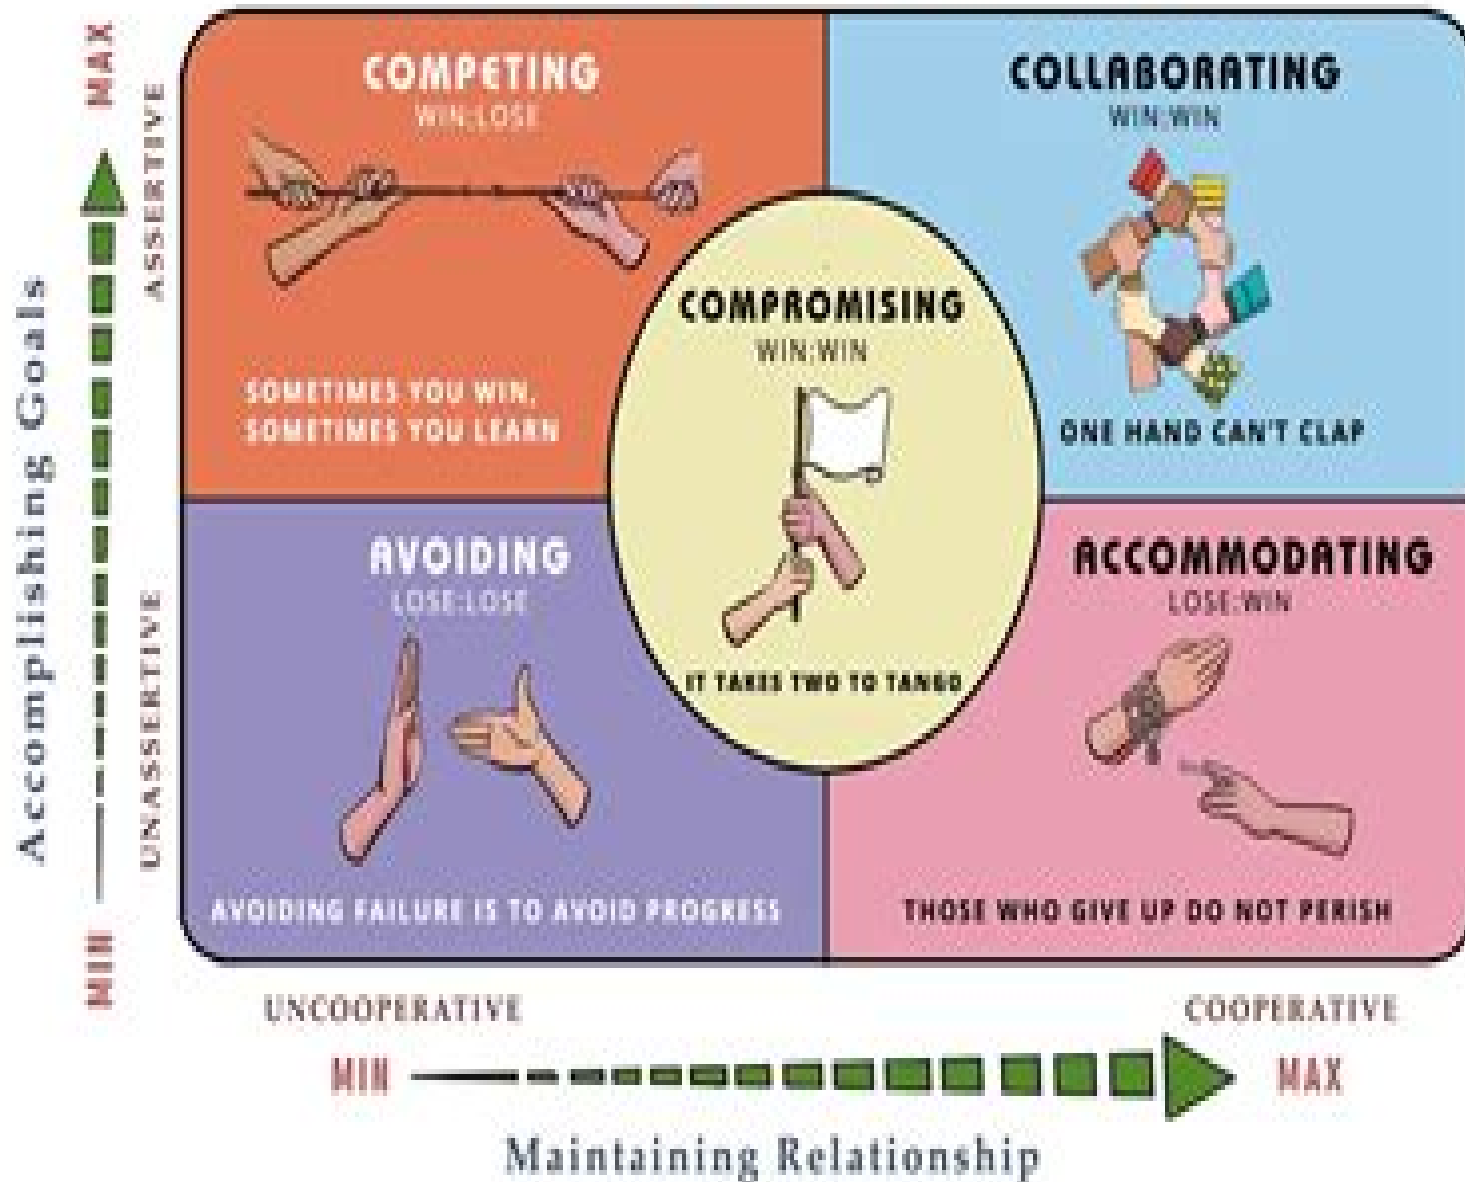 COMPETING
WIN:LOSE
SOMETIMES YOU WIN,
SOMETIMES YOU LEARN
COLLABORATING
WIN:WIN
ONE HAND CAN'T CLAP
COMPROMISING
WIN:WIN
IT TAKES TWO TO TANGO
AVOIDING
LOSE:LOSE
AVOIDING FAILURE IS TO AVOID PROGRESS
ACCOMMODATING
LOSE:WIN
THOSE WHO GIVE UP DO NOT PERISH
Accomplishing Goals
MAX
ASSERTIVE
UNASSERTIVE
MIN
UNCOOPERATIVE
COOPERATIVE
MIN
MAX
Maintaining Relationship